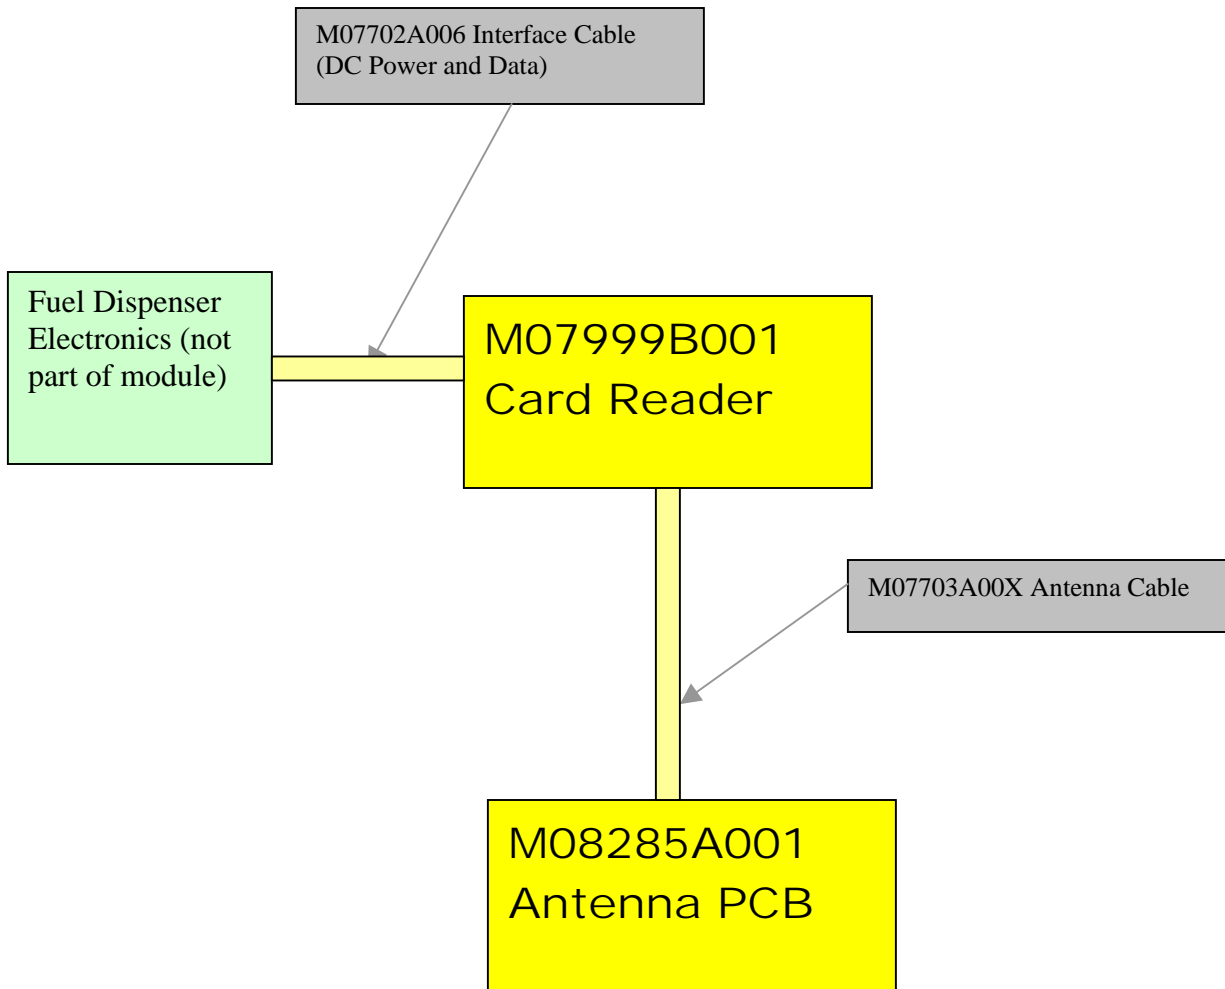 M07702A006 Interface Cable
(DC Power and Data)
Fuel Dispenser
Electronics (not
part of module)
M07999B001
Card Reader
M07703A00X Antenna Cable
M08285A001
Antenna PCB